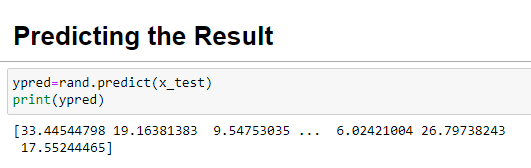 Predicting the Result
ypred=rand.predict(x_test)
print(ypred)
[33.44544798 19.16381383  9.54753035 ...  6.02421004 26.79738243
 17.55244465]